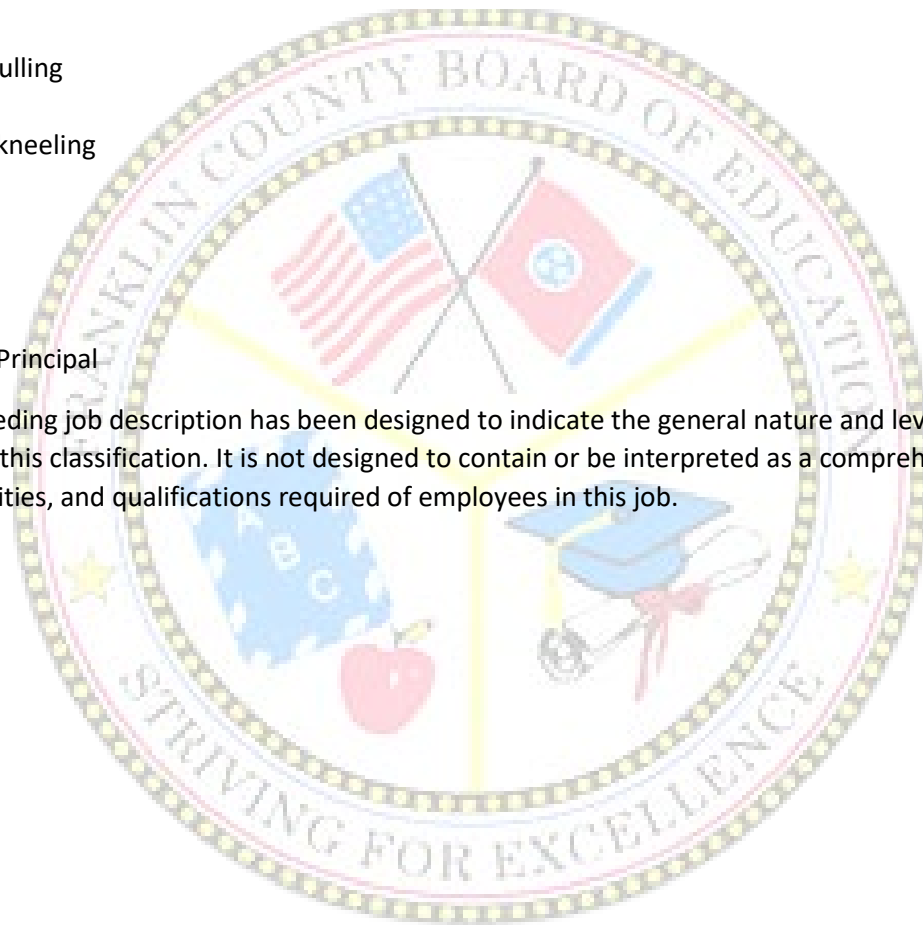 ulling
kneeling
Principal
eding job description has been designed to indicate the general nature and lev
this classification. It is not designed to contain or be interpreted as a compreh
ities, and qualifications required of employees in this job.
FRANKLIN COUNTY BOARD OF EDUCATION
A
B
C
STRIVING FOR EXCELLENCE